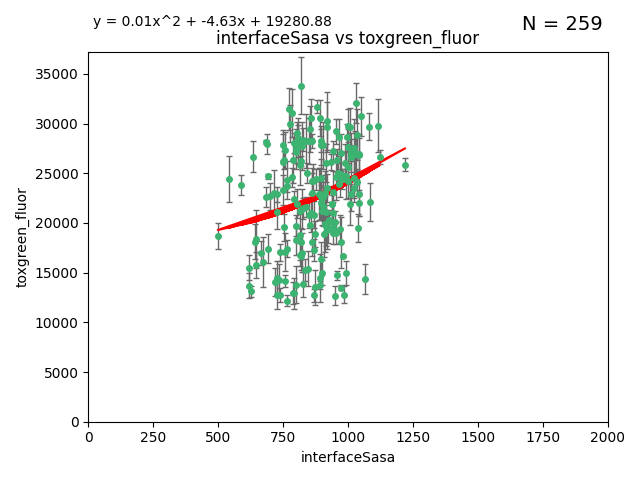 y = 0.01x^2 + -4.63x + 19280.88
N = 259
interfaceSasa vs toxgreen_fluor
toxgreen_fluor
35000
30000
25000
20000
15000
10000
5000
0
0 250 500 750 1000 1250 1500 1750 2000
interfaceSasa